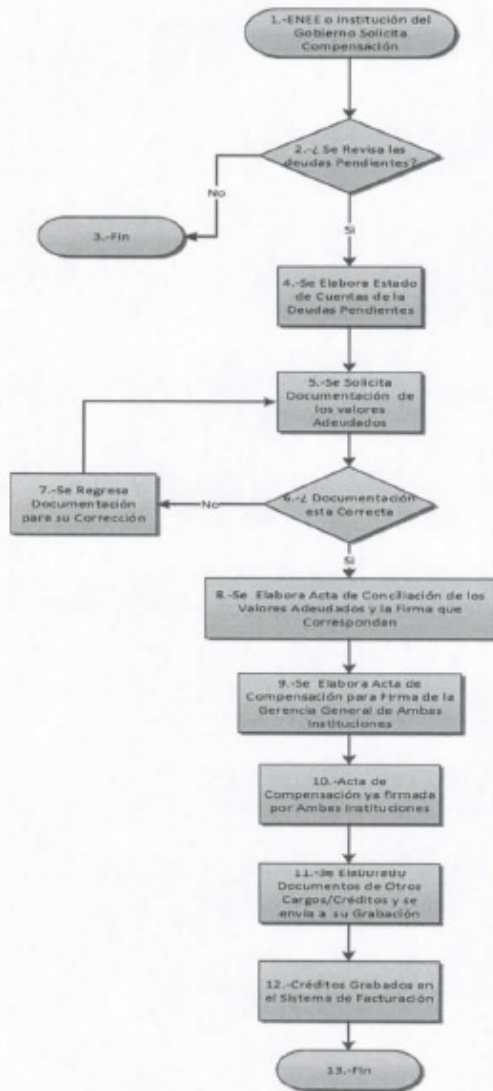 1.-ENEE o Institución del
Gobierno Solicita
Compensación
2.-¿ Se Revisa las
deudas Pendientes?
No
3.-Fin
Si
4.-Se Elabora Estado
de Cuentas de la
Deudas Pendientes
5.-Se Solicita
Documentación de
los valores
Adeudados
7.-Se Regresa
Documentación
para su Corrección
No
6.-¿ Documentación
esta Correcta
Si
8.-Se Elabora Acta de Conciliación de los
Valores Adeudados y la Firma que
Correspondan
9.-Se Elabora Acta de
Compensación para Firma de la
Gerencia General de Ambas
Instituciones
10.-Acta de
Compensación ya firmada
por Ambas Instituciones
11.-Se Elaborado
Documentos de Otros
Cargos/Créditos y se
envía a su Grabación
12.-Créditos Grabados en
el Sistema de Facturación
13.-Fin